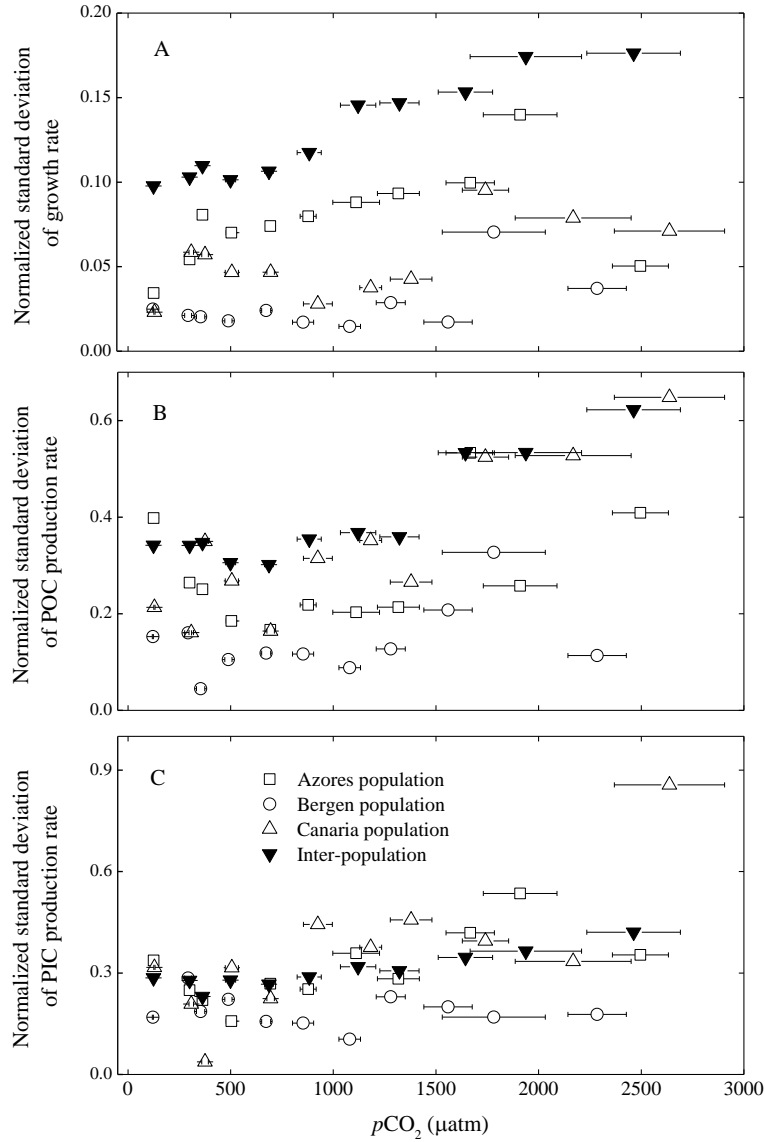 A
Normalized standard deviation
of growth rate
0.20
0.15
0.10
0.05
0.00
B
Normalized standard deviation
of POC production rate
0.6
0.4
0.2
0.0
C
Normalized standard deviation
of PIC production rate
0.9
0.6
0.3
0.0
Azores population
Bergen population
Canaria population
Inter-population
0 500 1000 1500 2000 2500 3000
pCO₂ (μatm)